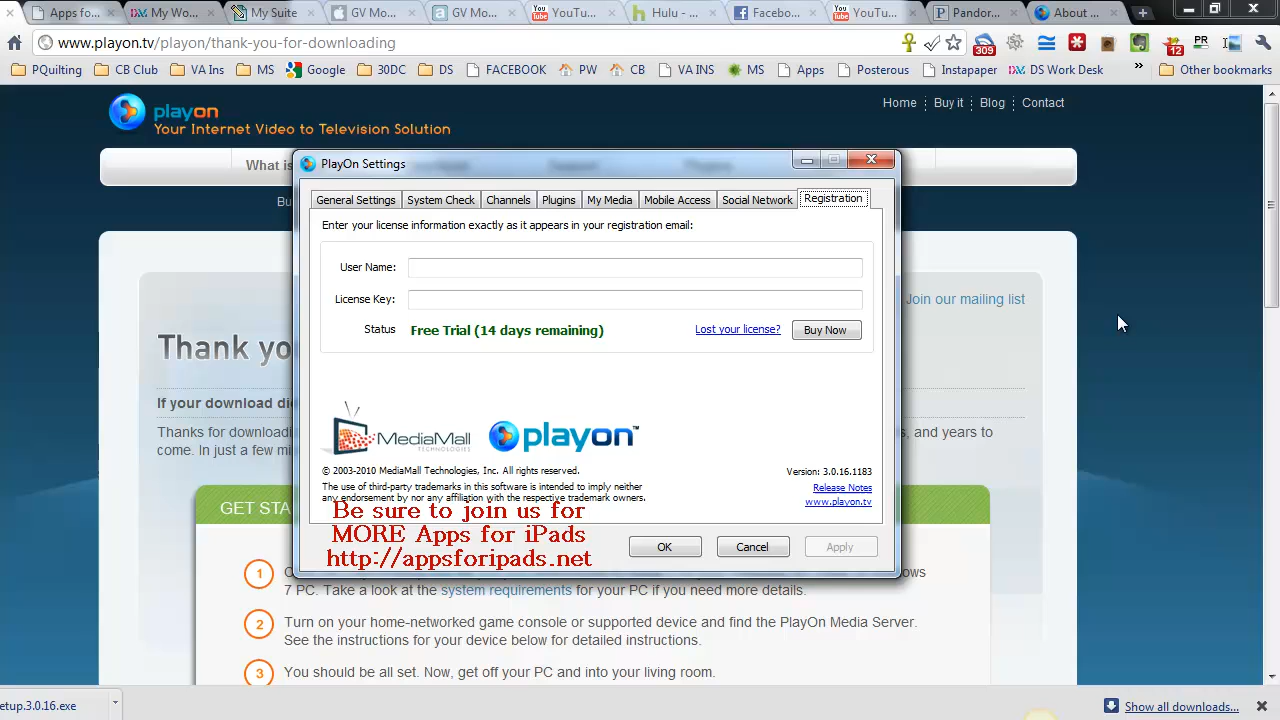 Apps for
My Wo...
My Suite
GV Mo...
GV Mo...
YouTu...
Hulu - ...
Facebo...
YouTu...
Pandor...
About ...
www.playon.tv/playon/thank-you-for-downloading
309
12
PR
PQuilting
CB Club
VA Ins
MS
Google
30DC
DS
FACEBOOK
PW
CB
VA INS
MS
Apps
Posterous
Instapaper
DS Work Desk
»
Other bookmarks
playon
Your Internet Video to Television Solution
Home
Buy it
Blog
Contact
What is
Bu
PlayOn Settings
General Settings
System Check
Channels
Plugins
My Media
Mobile Access
Social Network
Registration
Enter your license information exactly as it appears in your registration email:
User Name:
License Key:
Status
Free Trial (14 days remaining)
Lost your license?
Buy Now
Join our mailing list
Thank yo
If your download di
Thanks for downloadi
s, and years to
come. In just a few mi
MediaMall
TECHNOLOGIES
playon™
© 2003-2010 MediaMall Technologies, Inc. All rights reserved.
Version: 3.0.16.1183
The use of third-party trademarks in this software is intended to imply neither
any endorsement by nor any affiliation with the respective trademark owners.
Release Notes
www.playon.tv
Be sure to join us for
MORE Apps for iPads
http://appsforipads.net
OK
Cancel
Apply
GET STA
1
ows
7 PC. Take a look at the system requirements for your PC if you need more details.
2
Turn on your home-networked game console or supported device and find the PlayOn Media Server.
See the instructions for your device below for detailed instructions.
3
You should be all set. Now, get off your PC and into your living room.
etup.3.0.16.exe
Show all downloads...